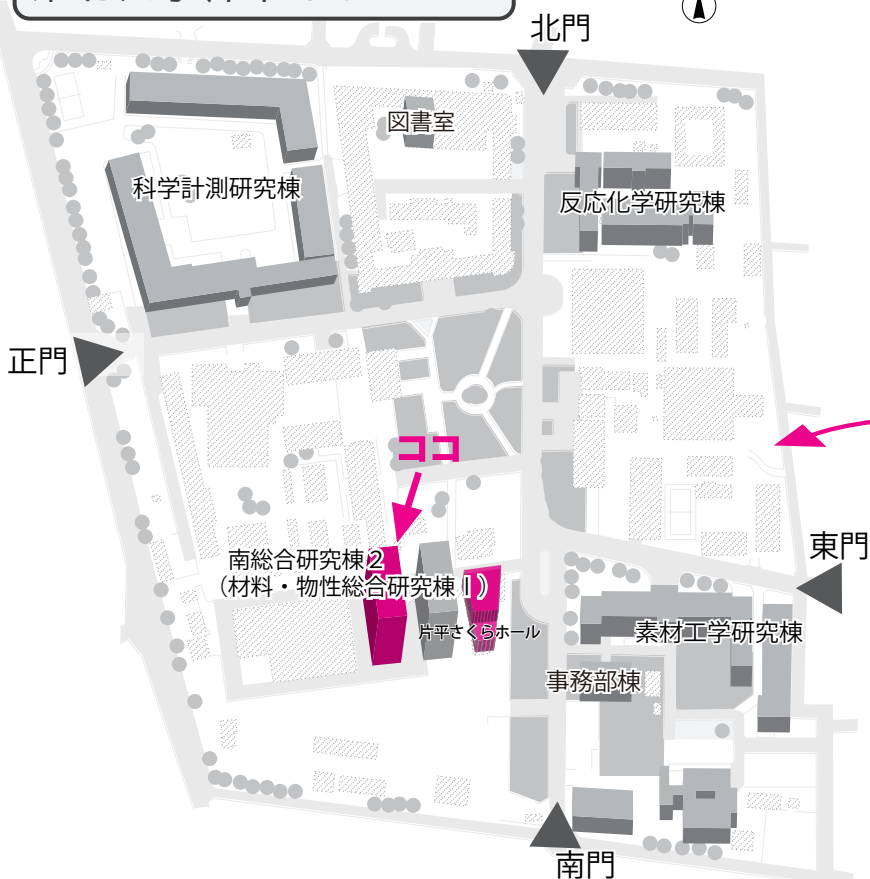 北門
図書室
科学計測研究棟
反応化学研究棟
正門
ココ
東門
南総合研究棟2
（材料・物性総合研究棟Ⅰ）
片平さくらホール
素材工学研究棟
事務部棟
南門